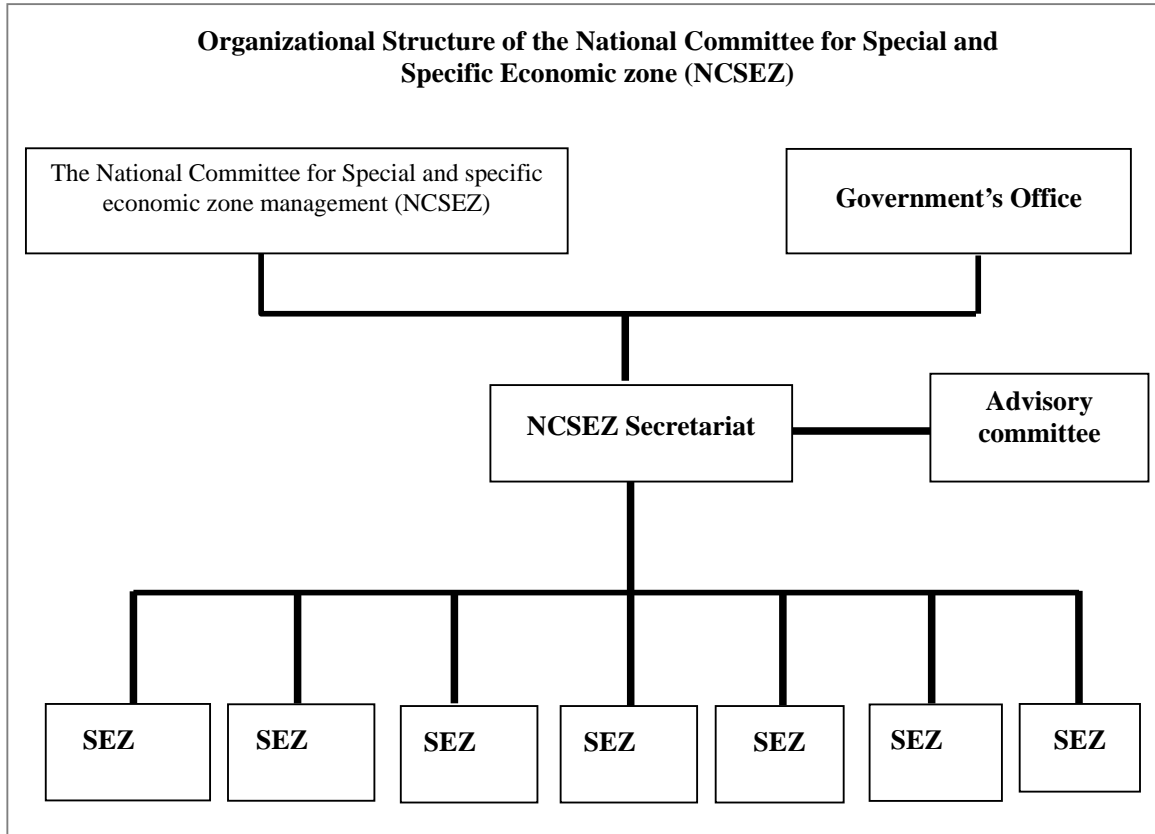 Organizational Structure of the National Committee for Special and
Specific Economic zone (NCSEZ)
The National Committee for Special and specific
economic zone management (NCSEZ)
Government’s Office
NCSEZ Secretariat
Advisory
committee
SEZ
SEZ
SEZ
SEZ
SEZ
SEZ
SEZ